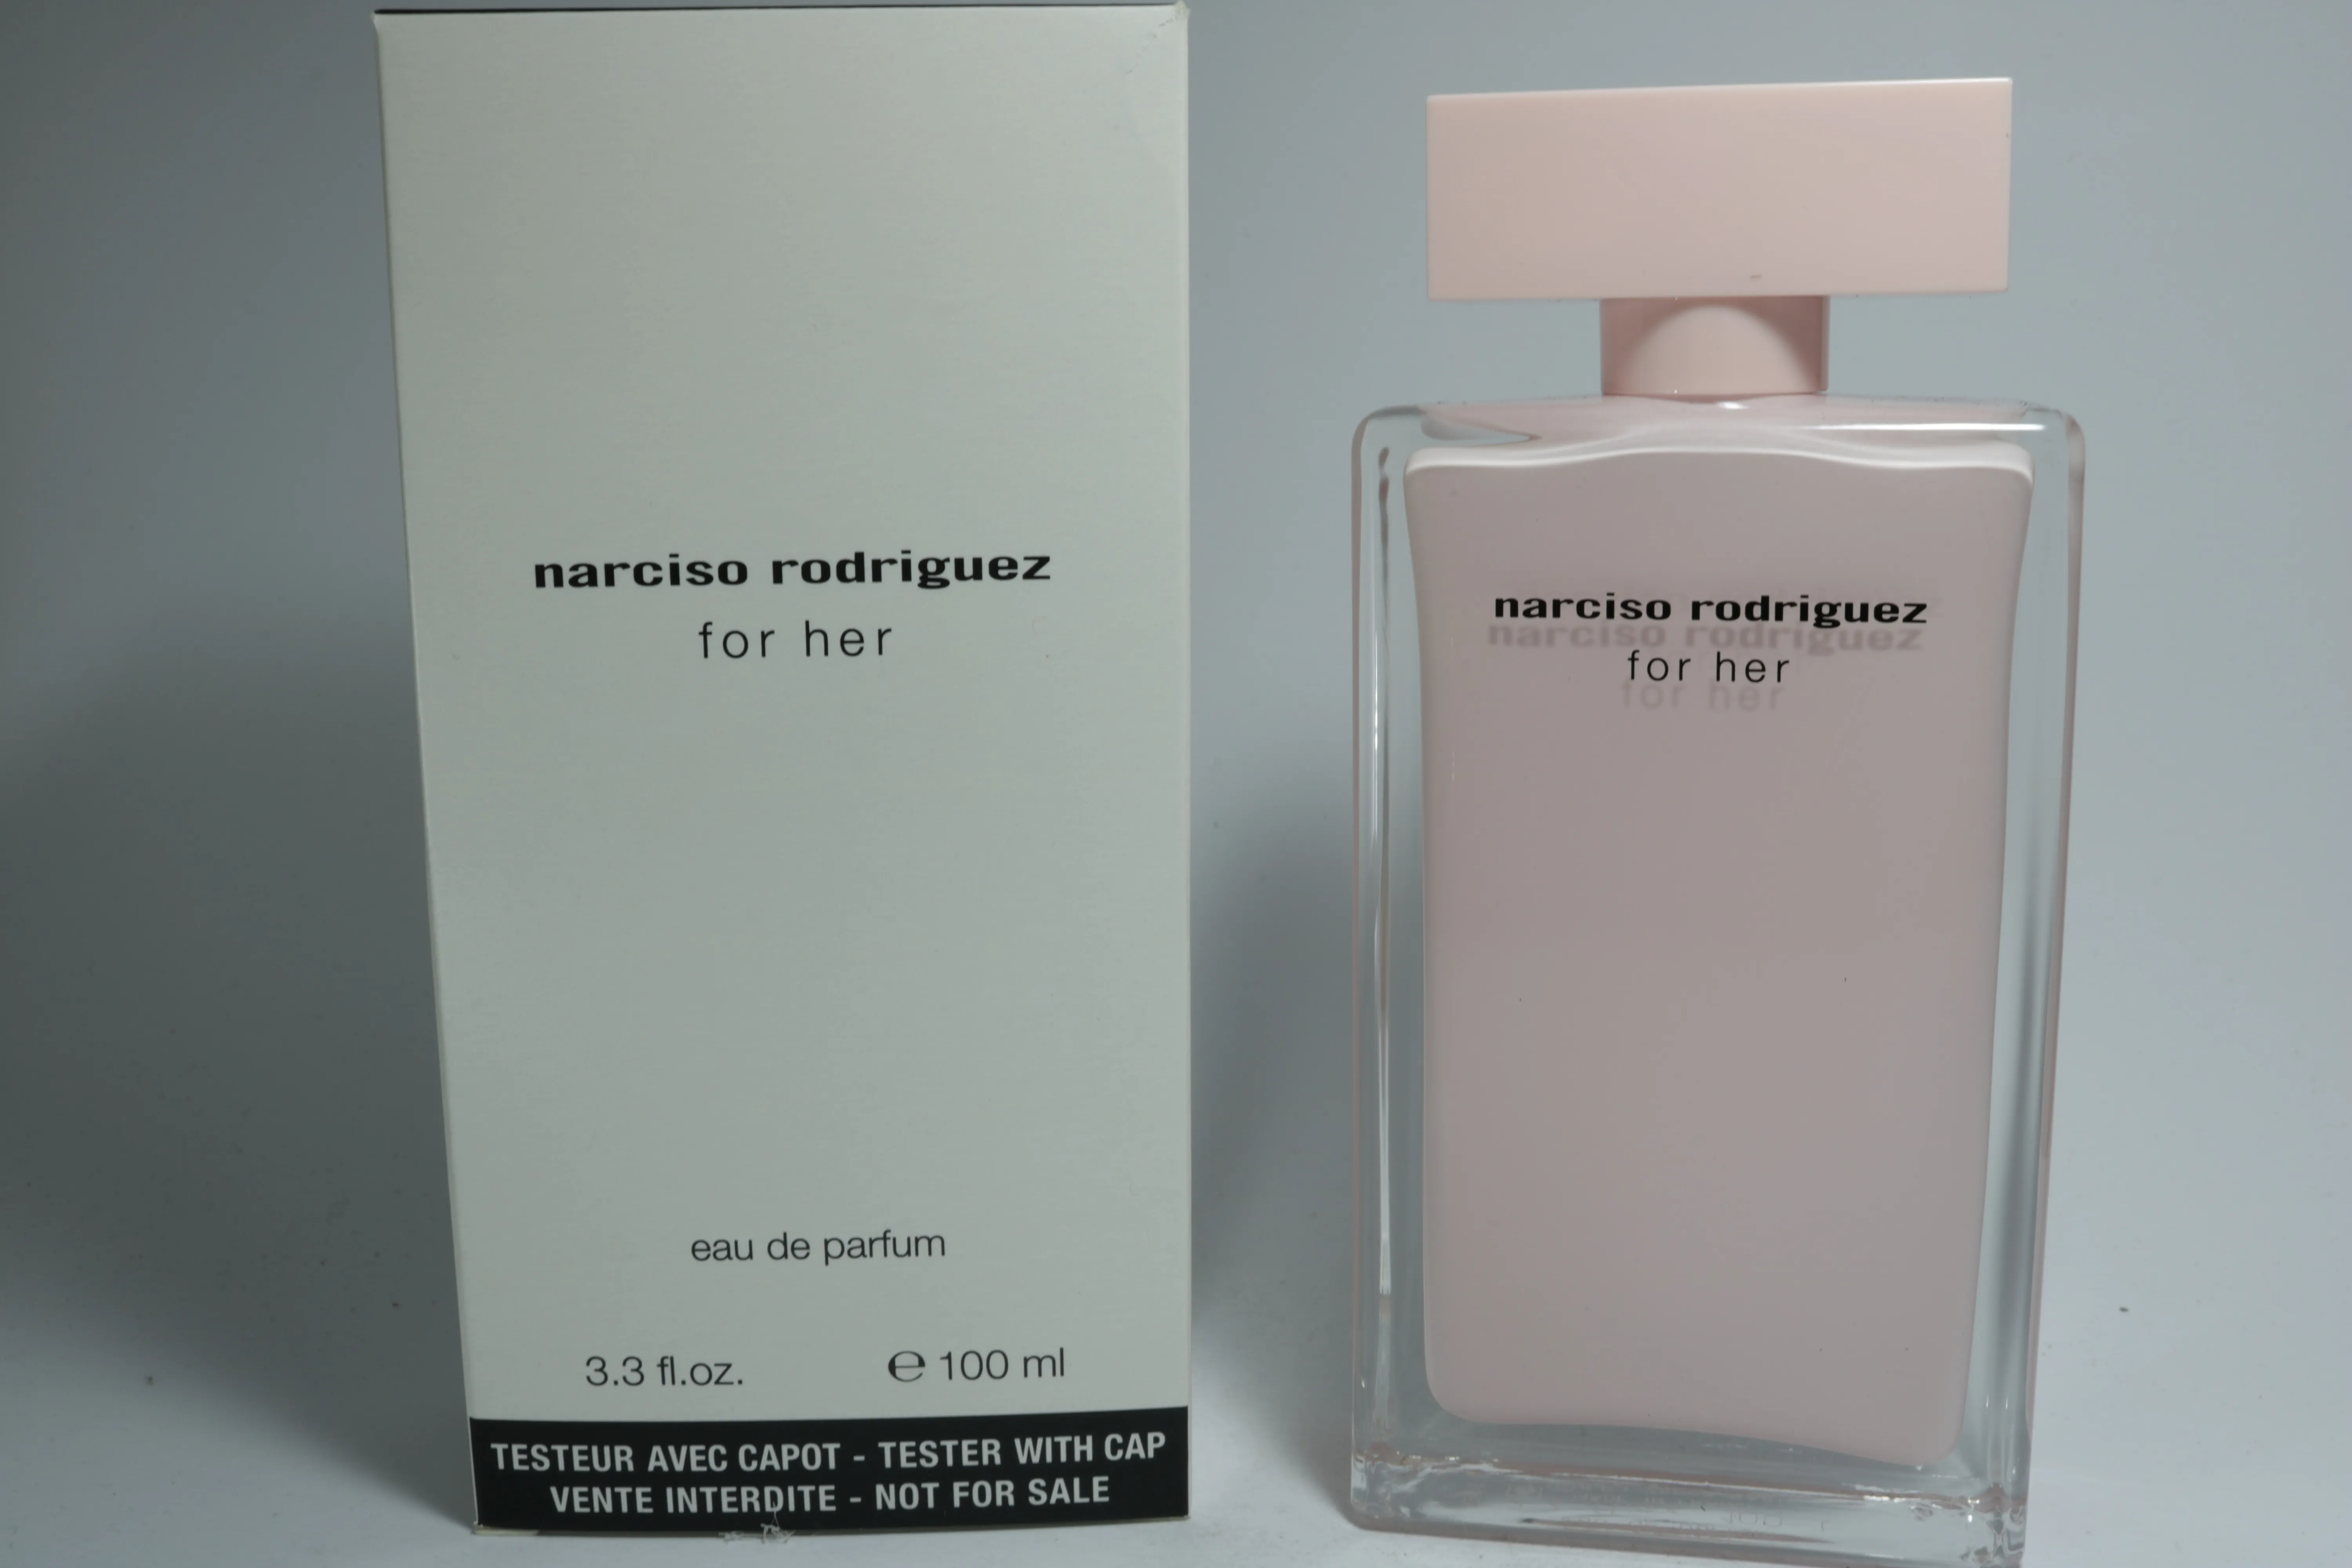 narciso rodriguez
for her
eau de parfum
3.3 fl.oz. ℮ 100 ml
TESTEUR AVEC CAPOT - TESTER WITH CAP
VENTE INTERDITE - NOT FOR SALE
narciso rodriguez
for her